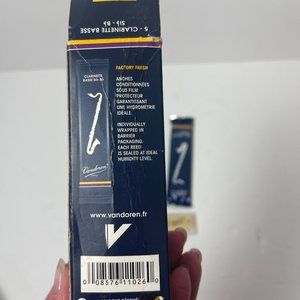 5 - CLARINETTE BASSE
SIb - Bb
FACTORY FRESH
CLARINETTE
BASSE SIb-Bb
Vandoren
ANCHES
CONDITIONNÉES
SOUS FILM
PROTECTEUR
GARANTISSANT
UNE HYGROMÉTRIE
IDÉALE.
INDIVIDUALLY
WRAPPED IN
BARRIER
PACKAGING.
EACH REED
IS SEALED AT IDEAL
HUMIDITY LEVEL.
www.vandoren.fr
V
0 08576 11026 0